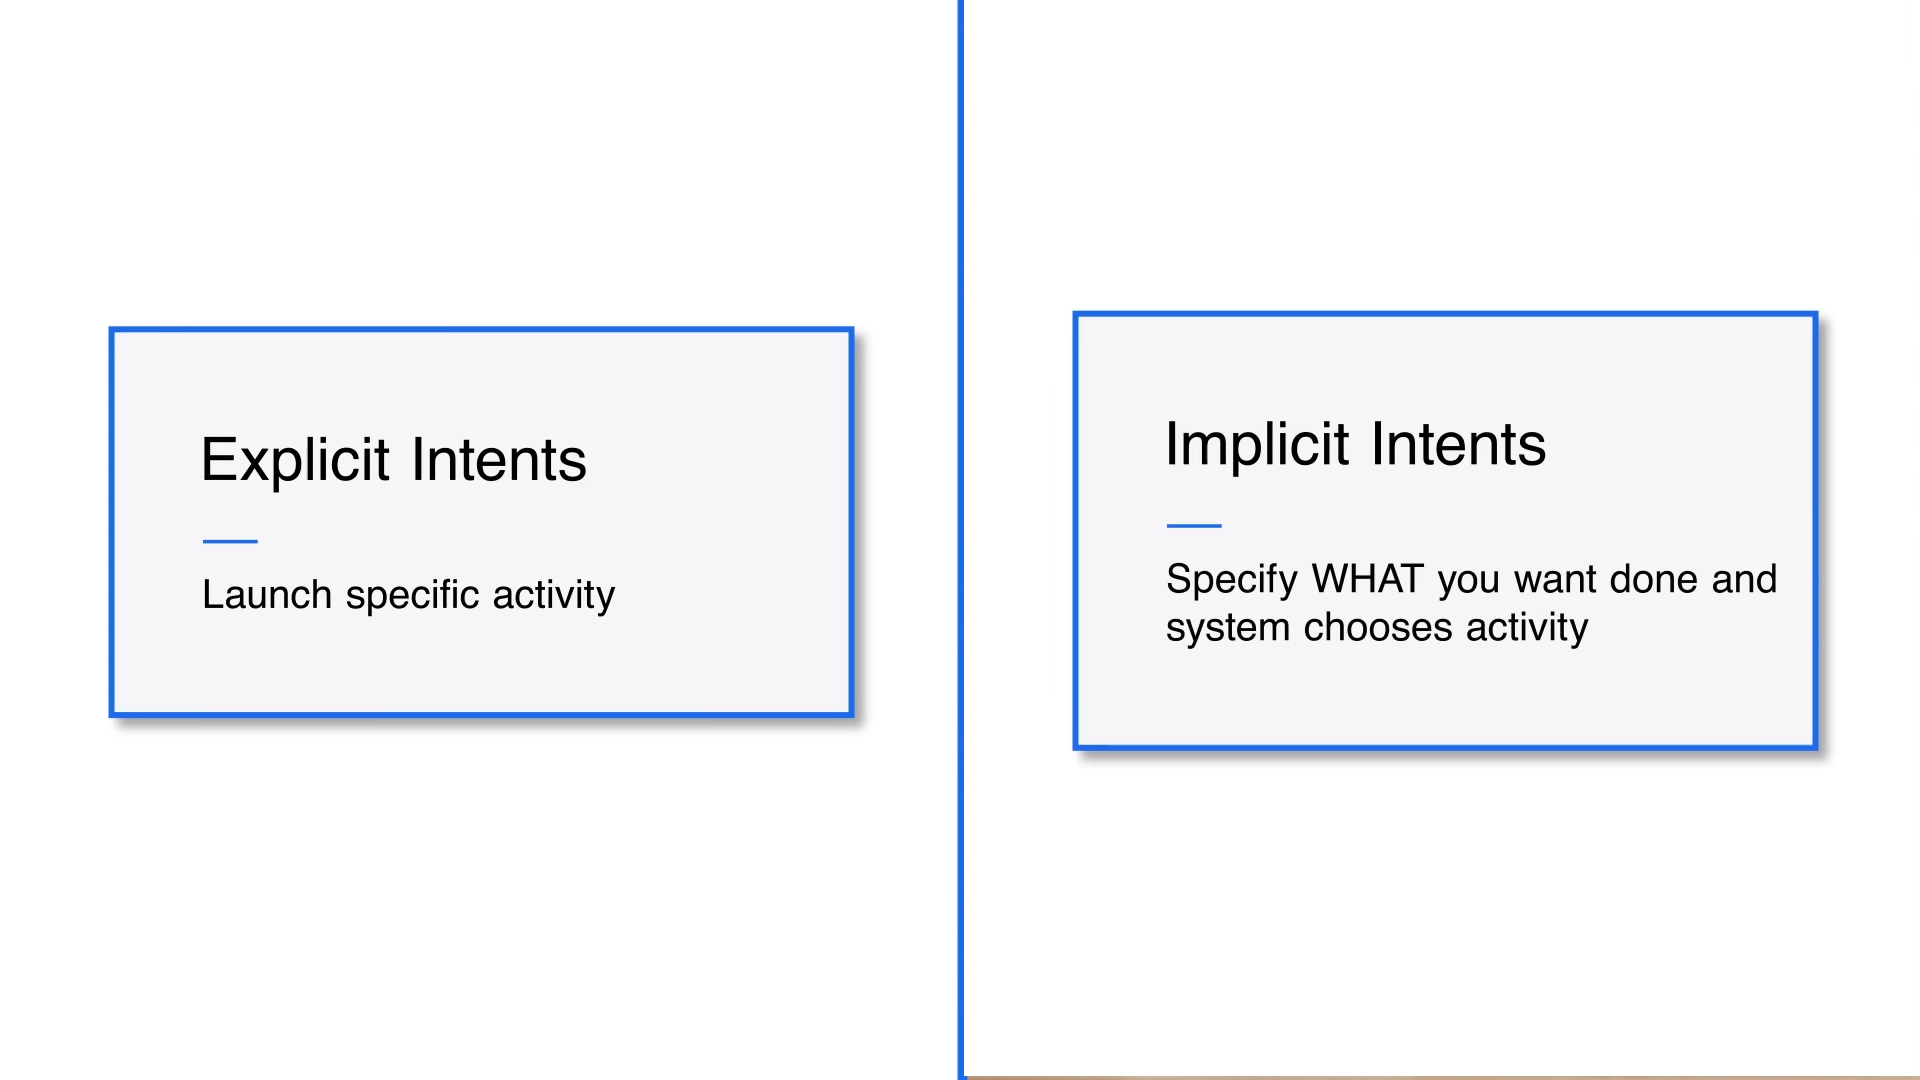 Explicit Intents
Launch specific activity
Implicit Intents
Specify WHAT you want done and
system chooses activity